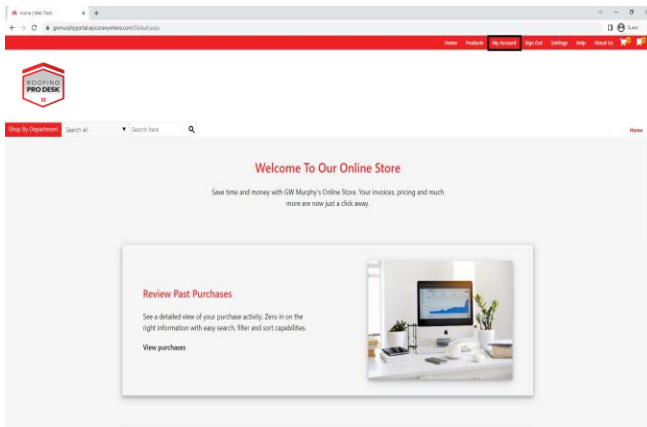 Home | Web Track
gwmurphyportal.epicoranywhere.com/Default.aspx
Guest
Home Products My Account Sign Out Settings Help About Us
ROOFING
PRO DESK
Shop By Department Search All Search here
Home
Welcome To Our Online Store
Save time and money with GW Murphy's Online Store. Your invoices, pricing and much
more are now just a click away.
Review Past Purchases
See a detailed view of your purchase activity. Zero in on the
right information with easy search, filter and sort capabilities.
View purchases